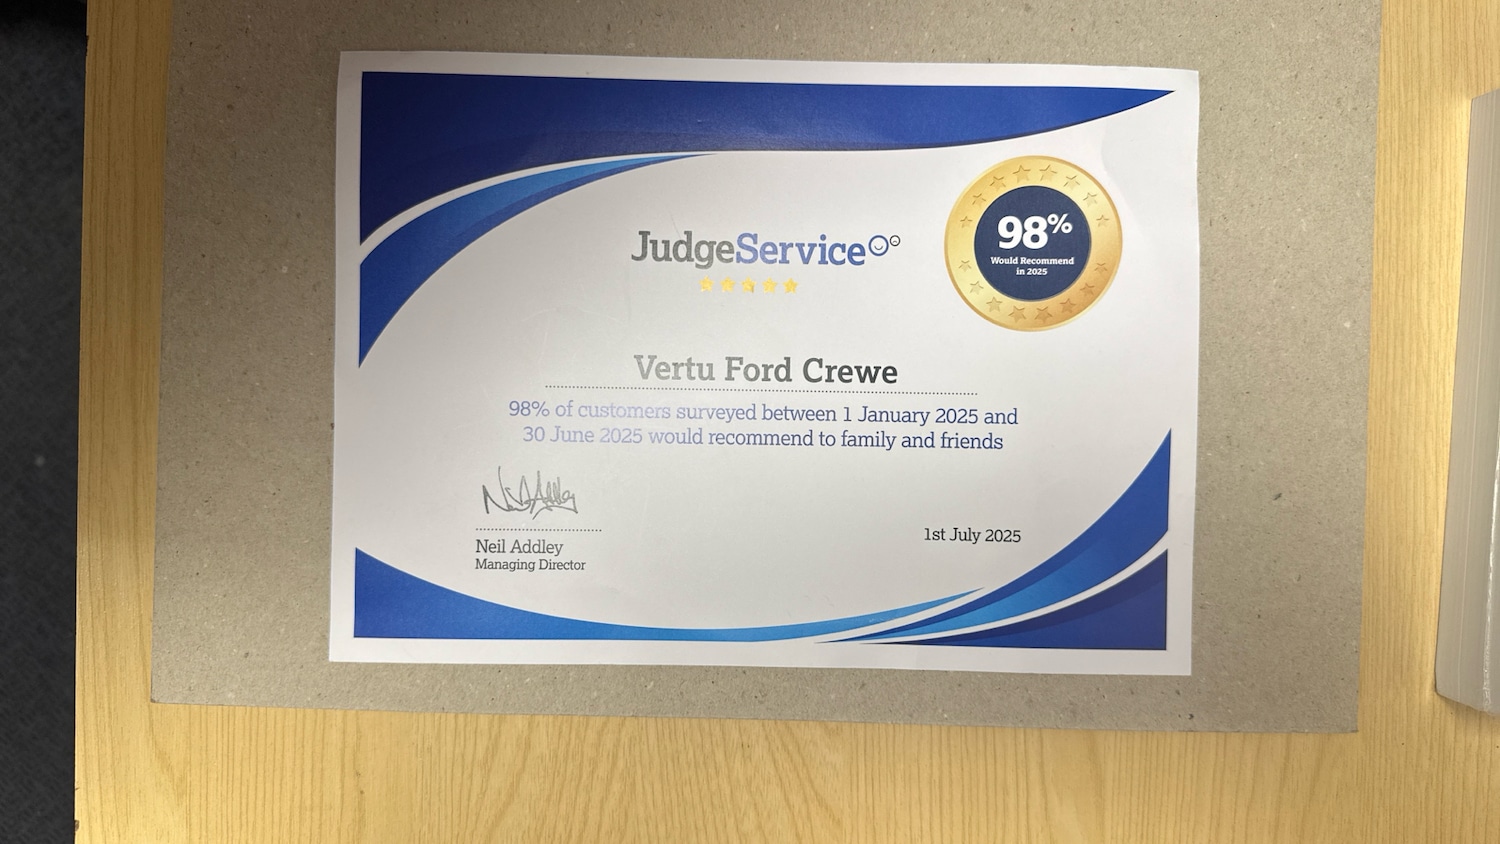 JudgeService
98%
Would Recommend
in 2025
Vertu Ford Crewe
98% of customers surveyed between 1 January 2025 and
30 June 2025 would recommend to family and friends
Neil Addley
Managing Director
1st July 2025